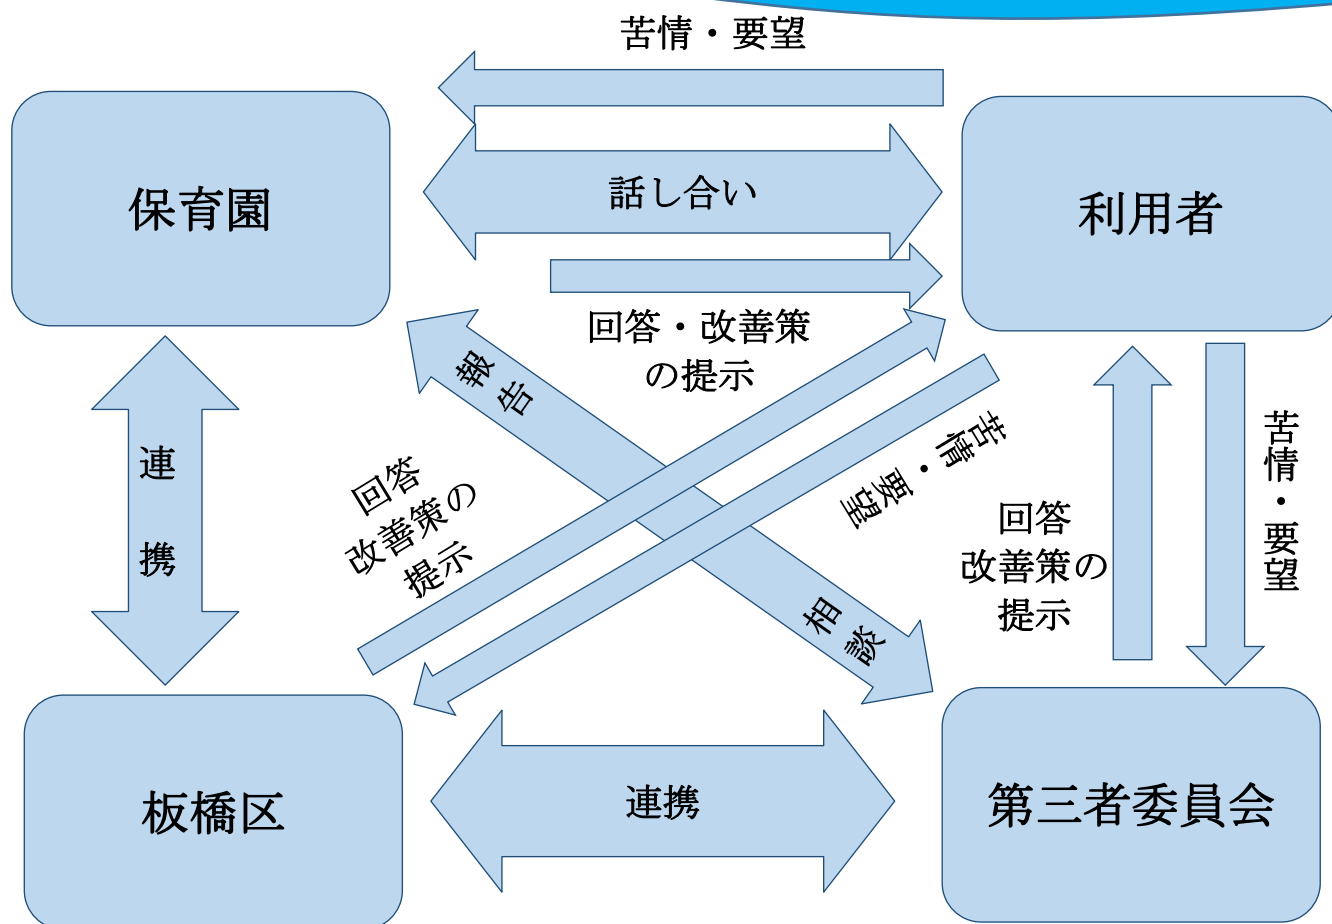 苦情・要望
保育園
話し合い
利用者
回答・改善策
の提示
報告
連携
回答
改善策の
提示
苦情・要望
回答
改善策の
提示
苦情・要望
相談
板橋区
連携
第三者委員会